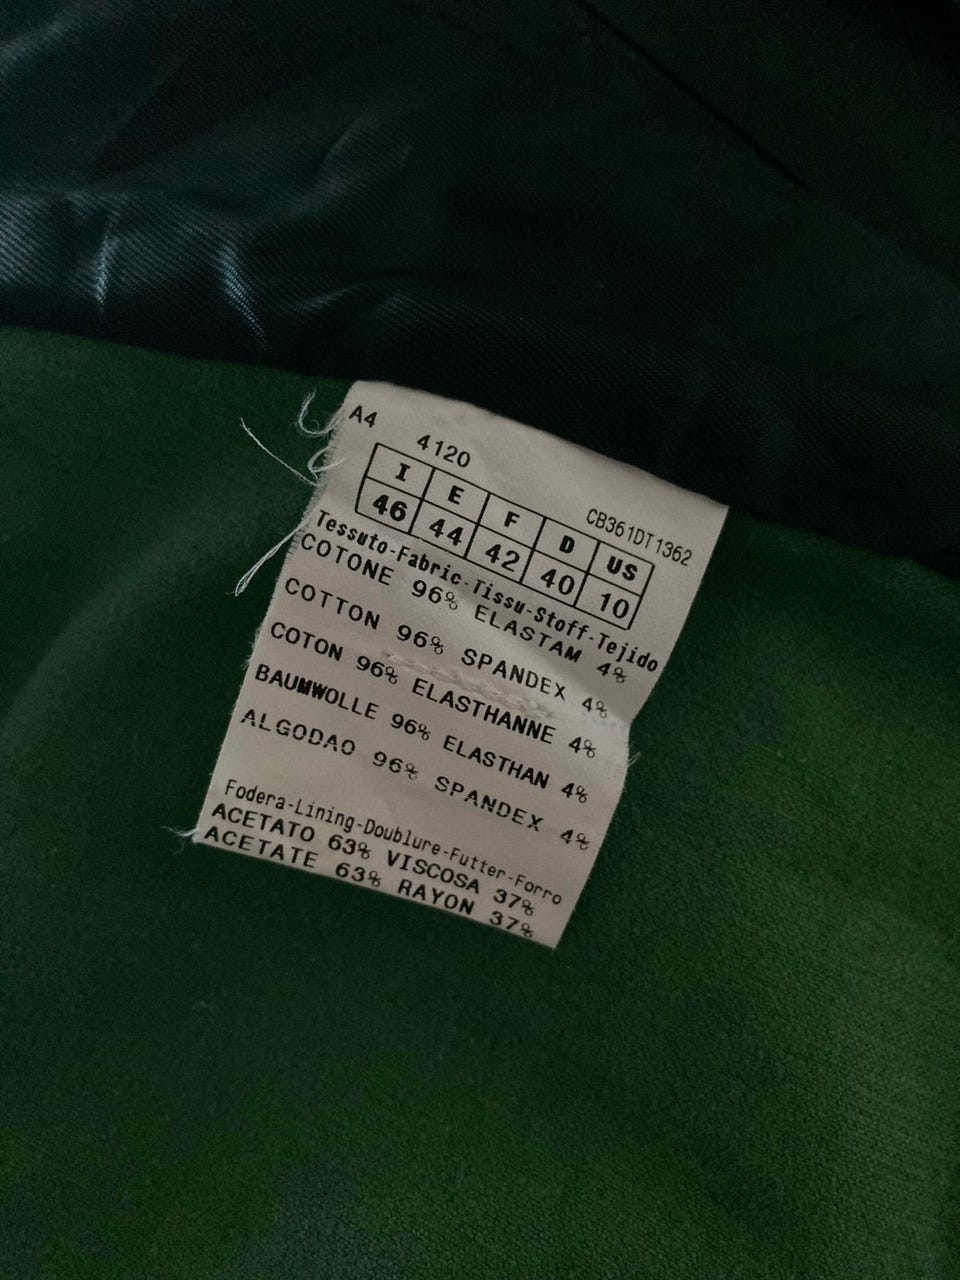 A4
4120
CB361DT1362
I E F D US
46 44 42 40 10
Tessuto-Fabric-Tissu-Stoff-Tejido
COTONE 96% ELASTAM 4%
COTTON 96% SPANDEX 4%
COTON 96% ELASTHANNE 4%
BAUMWOLLE 96% ELASTHAN 4%
ALGODAO 96% SPANDEX 4%
Fodera-Lining-Doublure-Futter-Forro
ACETATO 63% VISCOSA 37%
ACETATE 63% RAYON 37%